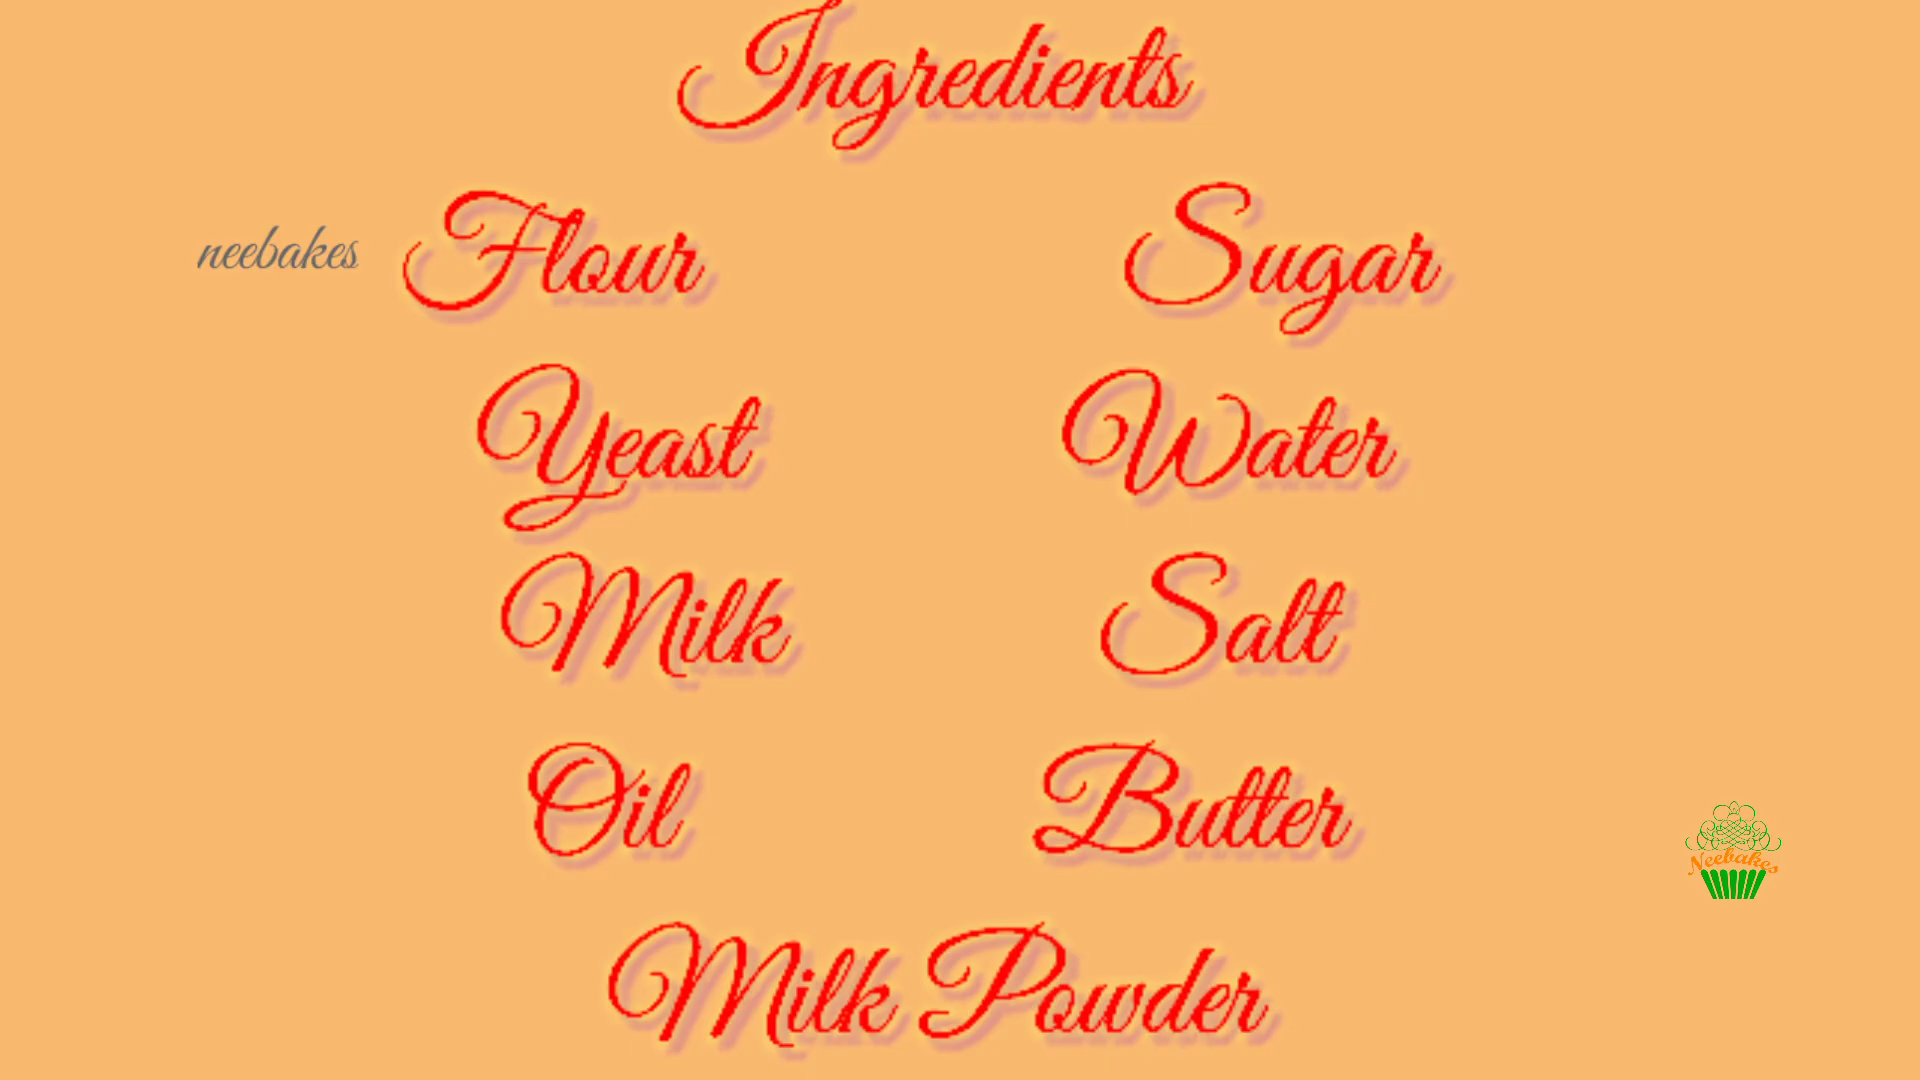 Ingredients
neebakes Flour Sugar
Yeast Water
Milk Salt
Oil Butter
Neebakes
Milk Powder